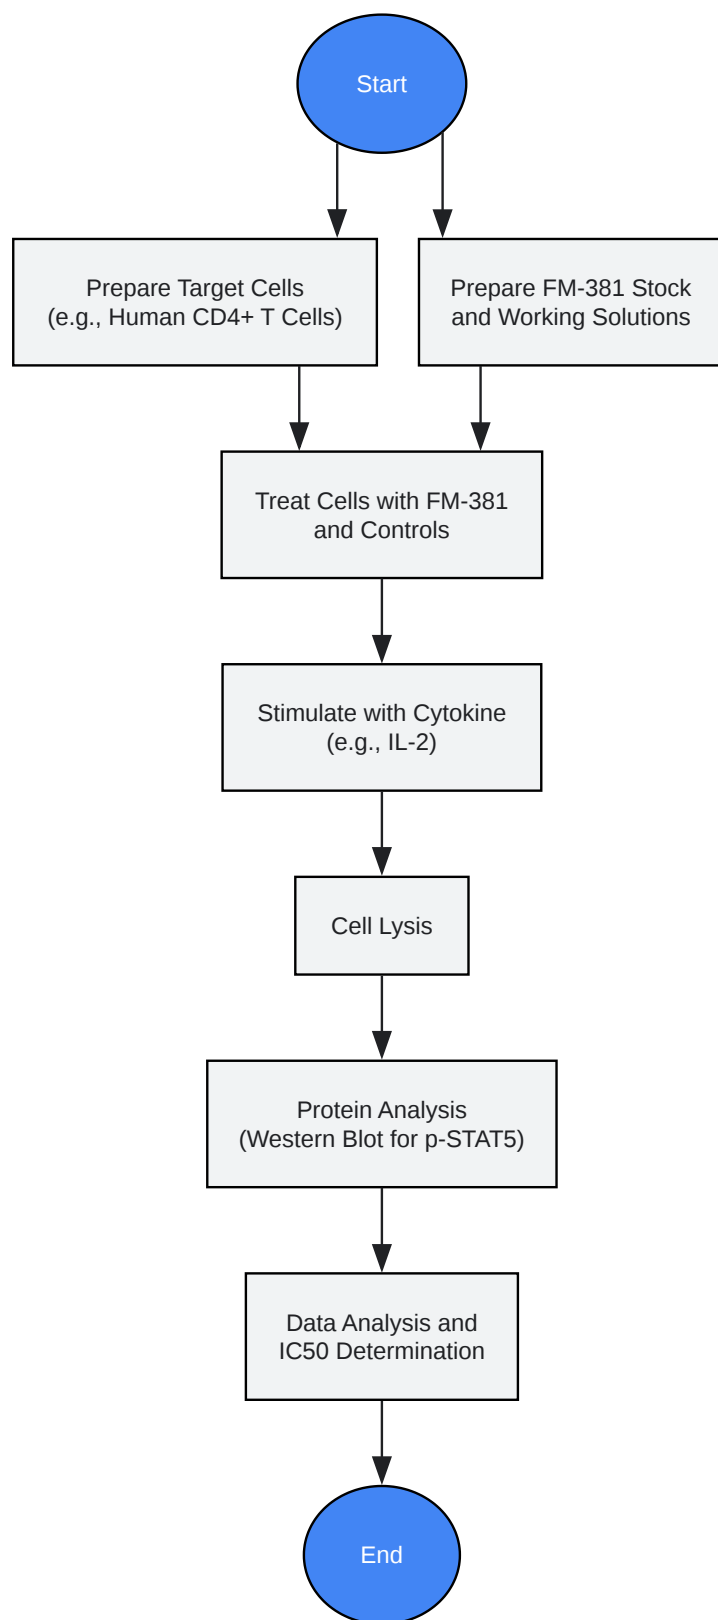 Start
Prepare Target Cells
(e.g., Human CD4+ T Cells)
Prepare FM-381 Stock
and Working Solutions
Treat Cells with FM-381
and Controls
Stimulate with Cytokine
(e.g., IL-2)
Cell Lysis
Protein Analysis
(Western Blot for p-STAT5)
Data Analysis and
IC50 Determination
End